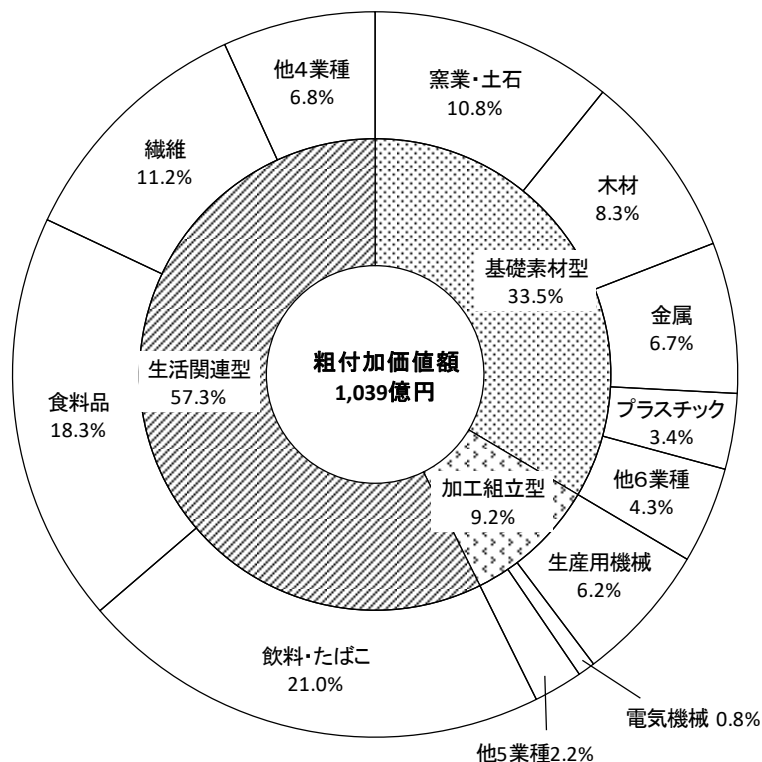 他4業種
6.8%
窯業・土石
10.8%
繊維
11.2%
木材
8.3%
基礎素材型
33.5%
金属
6.7%
粗付加価値額
1,039億円
生活関連型
57.3%
食料品
18.3%
プラスチック
3.4%
他6業種
4.3%
加工組立型
9.2%
生産用機械
6.2%
飲料・たばこ
21.0%
電気機械 0.8%
他5業種2.2%